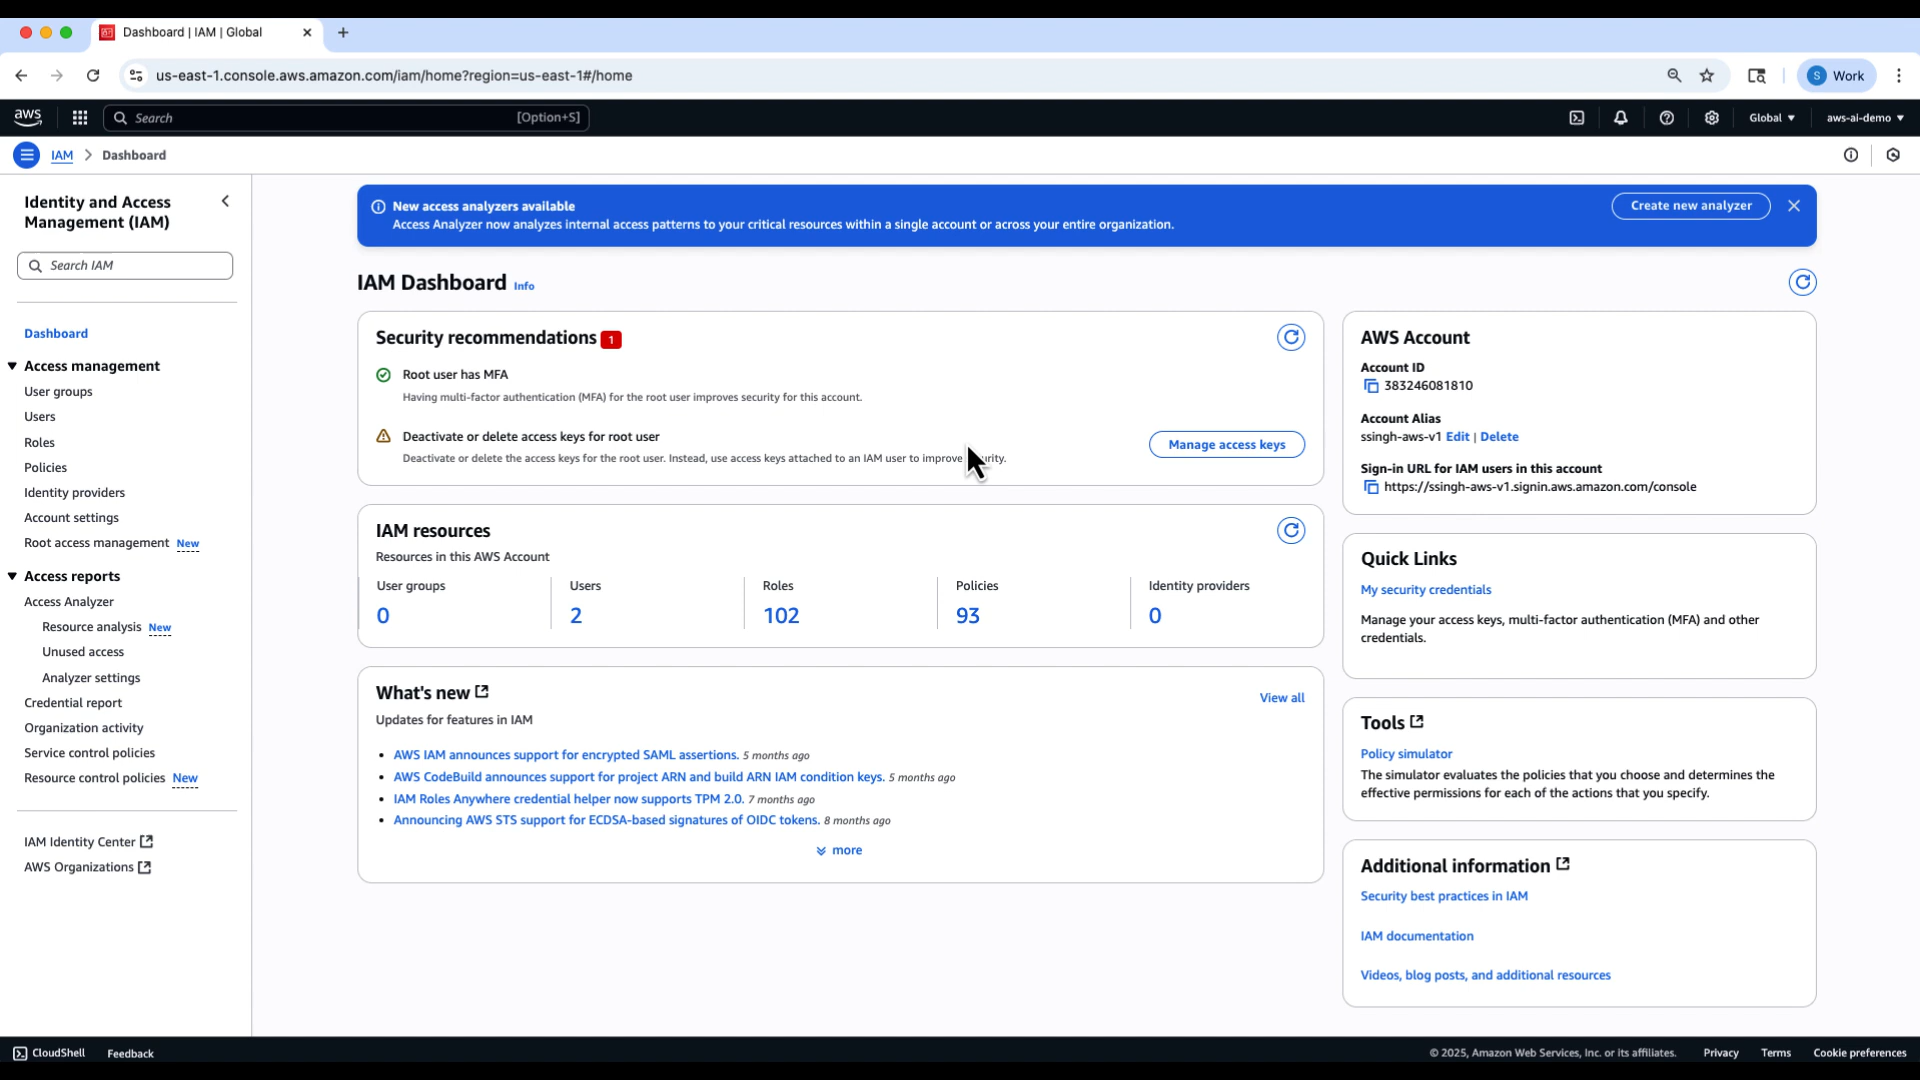 Dashboard | IAM | Global
us-east-1.console.aws.amazon.com/iam/home?region=us-east-1#/home
S Work
aws
Search [Option+S]
Global
aws-ai-demo
IAM > Dashboard
Identity and Access
Management (IAM)
Search IAM
Dashboard
Access management
User groups
Users
Roles
Policies
Identity providers
Account settings
Root access management New
Access reports
Access Analyzer
Resource analysis New
Unused access
Analyzer settings
Credential report
Organization activity
Service control policies
Resource control policies New
IAM Identity Center
AWS Organizations
New access analyzers available
Access Analyzer now analyzes internal access patterns to your critical resources within a single account or across your entire organization.
Create new analyzer
IAM Dashboard Info
Security recommendations 1
Root user has MFA
Having multi-factor authentication (MFA) for the root user improves security for this account.
Deactivate or delete access keys for root user
Deactivate or delete the access keys for the root user. Instead, use access keys attached to an IAM user to improve
Manage access keys
IAM resources
Resources in this AWS Account
User groups
0
Users
2
Roles
102
Policies
93
Identity providers
0
What's new
View all
Updates for features in IAM
• AWS IAM announces support for encrypted SAML assertions. 5 months ago
• AWS CodeBuild announces support for project ARN and build ARN IAM condition keys. 5 months ago
• IAM Roles Anywhere credential helper now supports TPM 2.0. 7 months ago
• Announcing AWS STS support for ECDSA-based signatures of OIDC tokens. 8 months ago
more
AWS Account
Account ID
383246081810
Account Alias
ssingh-aws-v1 Edit | Delete
Sign-in URL for IAM users in this account
https://ssingh-aws-v1.signin.aws.amazon.com/console
Quick Links
My security credentials
Manage your access keys, multi-factor authentication (MFA) and other
credentials.
Tools
Policy simulator
The simulator evaluates the policies that you choose and determines the
effective permissions for each of the actions that you specify.
Additional information
Security best practices in IAM
IAM documentation
Videos, blog posts, and additional resources
CloudShell
Feedback
© 2025, Amazon Web Services, Inc. or its affiliates.
Privacy
Terms
Cookie preferences